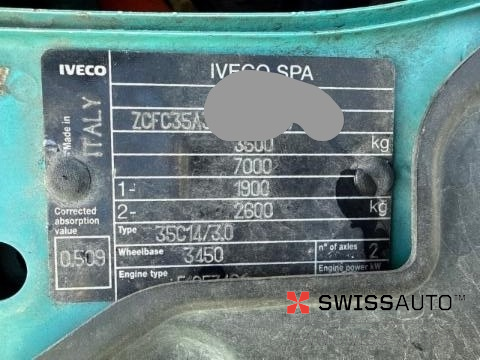 IVECO
IVECO SPA
Made in
ITALY
ZCFC35A
3500 kg
7000
1- 1900
2- 2600 kg
Corrected
absorption
value
0.509
Type 35C14/3.0
Wheelbase 3450
n° of axles 2
Engine type
Engine power kW
SWISSAUTO™